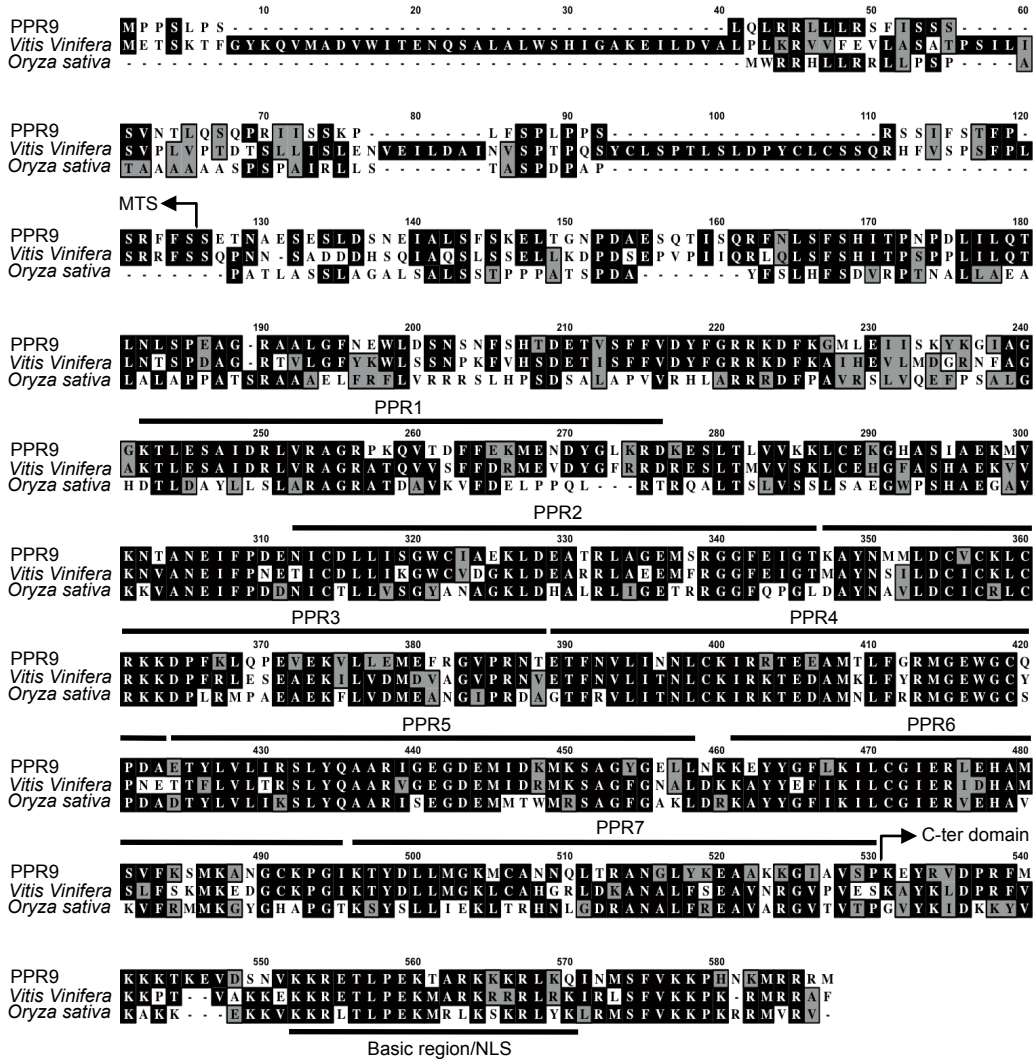 10 20 30 40 50 60
PPR9 MPPSLPS---------------------------------LQLRRLLLRSFISSS-----
Vitis Vinifera METSKTFGYKQVMADVWITENQSALALWSHIGAKEILDVALPLKRVVFEVLASATPSILI
Oryza sativa -----------------------------------------MWRRHLLRRLLPSP----A
70 80 90 100 110 120
PPR9 SVNTLQSQPRIISSKP--------LFSPLPPS------------------RSSIFSTFP-
Vitis Vinifera SVPLVPTDTSLLISLENVEILDAINVSPTPQSYCLSPTLSLDPYCLCSSQRHFVSPSFPL
Oryza sativa TAAAAAASPSPAIRLLS-------TASPDPAP----------------------------
MTS
130 140 150 160 170 180
PPR9 SRFFSSETNAESESLDSNEIALSFSKELTGNPDAESQTISQRFNLSFSHITPNPDLILQT
Vitis Vinifera SRFFSSQPNN-SADDDHSQIAQSLSSELLKDPDSEPVPIIQRLQLSFSHITPSPPLILQT
Oryza sativa -------PATLASSLAGALSALSSTPPPATSPDA-------YFSLHFSDVRPTNALLAEA
190 200 210 220 230 240
PPR9 LNLSPEAG-RAALGFNEWLDSNSNFSHTDETVSFFVDYFGRRKDFKGMLEIISKYKGIAG
Vitis Vinifera LNTSPDAG-RTVLGFYKWLSSNPKFVHSDETISFFVDYFGRRKDFKAIHEVLMDGRNFAG
Oryza sativa LALAPPATSRAAAELFRFLVRRRSLHPSDSALAPVVRHLARRRDFPAVRSLVQEFPSALG
PPR1
250 260 270 280 290 300
PPR9 GKTLESAIDRLVRAGRPKQVTDFFEKMENDYGLKRDKESLTLVVKKLCEKGHASIAEKMV
Vitis Vinifera AKTLESAIDRLVRAGRATQVVSFFDRMEVDYGFRRDRESLTMVVSKLCEHGFASHAEKVV
Oryza sativa HDTLDAYLLSLARAGRATDAVKVFDELPPQL---RTRQALTSLVSSLSAEGWPSHAEGAV
PPR2
310 320 330 340 350 360
PPR9 KNTANEIFPDENICDLLISGWCIAEKLDEATRLAGEMSRGGFEIGTKAYNMMLDCVCKLC
Vitis Vinifera KNVANEIFPNETICDLLIKGWCVDGKLDEARRLAEEMFRGGFEIGTMAYNSILDCICKLC
Oryza sativa KKVANEIFPDDNICTLLVSGYANAGKLDHALRLIGETRRGGFQPGLDAYNAVLDCICRLC
PPR3 PPR4
370 380 390 400 410 420
PPR9 RKKDPFKLQPEVEKVLLEMEFRGVPRNTETFNVLINNLCKIRRTEEAMTLFGRMGEWGCQ
Vitis Vinifera RKKDPFRLESEAEKILVDMDVAGVPRNVETFNVLITNLCKIRKTEDAMKLFYRMGEWGCY
Oryza sativa RKKDPLRMPAEAEKFLVDMEANGIPRDAGTFRVLITNLCKIRKTEDAMNLFRRMGEWGCS
PPR5 PPR6
430 440 450 460 470 480
PPR9 PDAETYLVLIRSLYQAARIGEGDEMIDKMKSAGYGELLNKKEYYGFLKILCGIERLEHAM
Vitis Vinifera PNETTFLVLTRSLYQAARVGEGDEMIDRMKSAGFGNALDKKAYYEFIKILCGIERIDHAM
Oryza sativa PDADTYLVLIKSLYQAARISEGDEMMTWMRSAGFGAKLDRKAYYGFIKILCGIERVEHAV
PPR7 C-ter domain
490 500 510 520 530 540
PPR9 SVFKSMKANGCKPGIKTYDLLMGKMCANNQLTRANGLYKEAAKKGIAVSPKEYRVDPRFM
Vitis Vinifera SLFSKMKEDGCKPGIKTYDLLMGKLCAHGRLDKANALFSEAVNRGVPVESKAYKLDPRFV
Oryza sativa KVFRMMKGYGHAPGTKSYSLLIEKLTRHNLGDRANALFREAVARGVTVTPGVYKIDKKYV
550 560 570 580
PPR9 KKKTKEVDSNVKKRETLPEKTARKKKRLKQINMSFVKKPHNKMRRRM
Vitis Vinifera KKPT--VAKKEKKRETLPEKMARKRRRLRKIRLSFVKKPK-RMRRAF
Oryza sativa KAKK---EKKVKKRLTLPEKMRLKSKRLYKLRMSFVKKPKRRMVRV-
Basic region/NLS